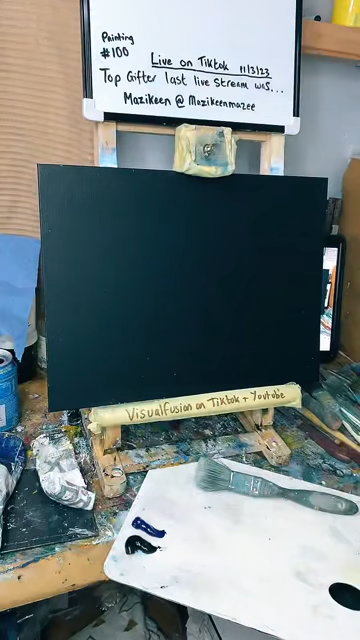 Painting
#100
Live on TikTok 11/3/23
Top Gifter last live stream was...
Mazikeen @ Mazikeenmazee
Visualfusion on TikTok + Youtube